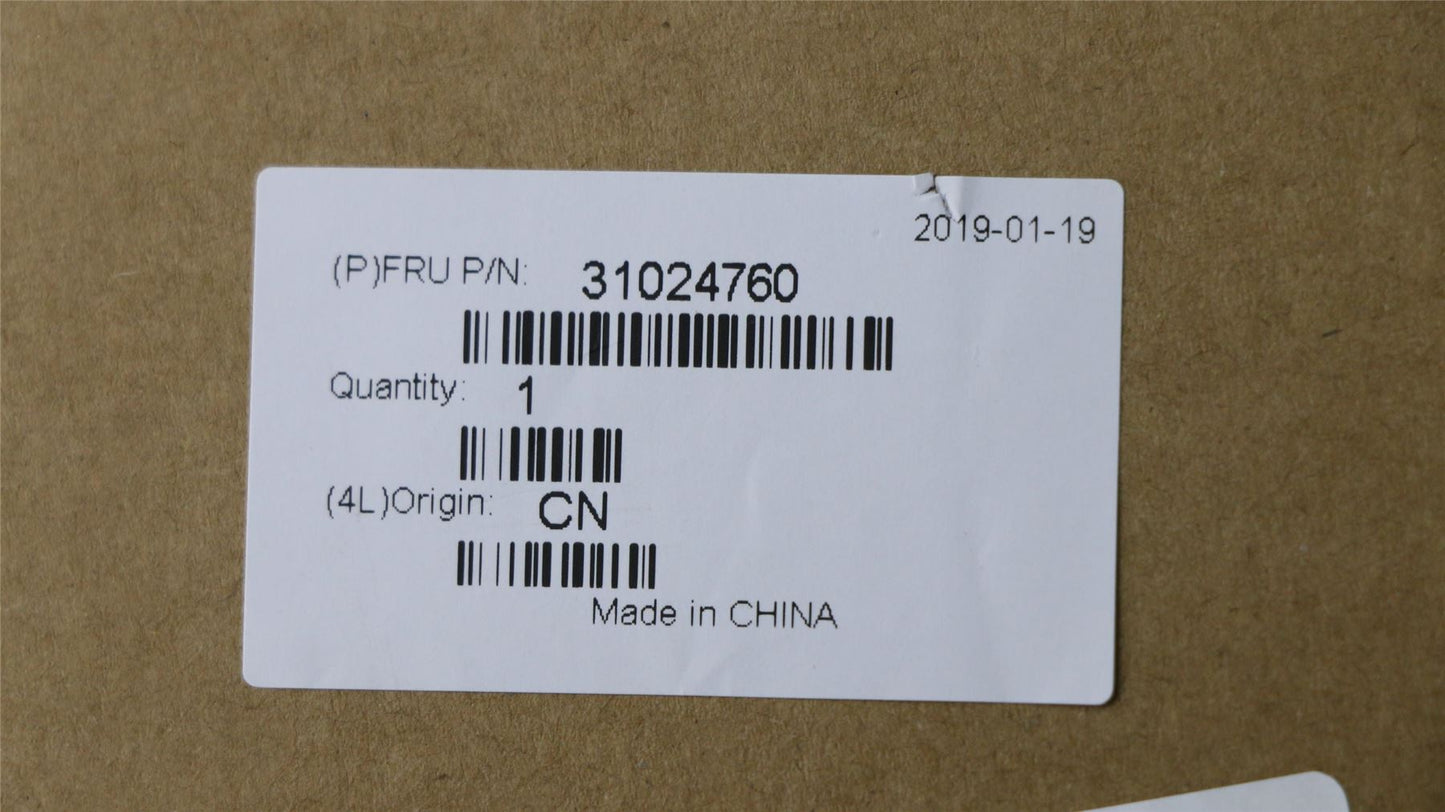 2019-01-19
(P)FRU P/N: 31024760
Quantity: 1
(4L)Origin: CN
Made in CHINA